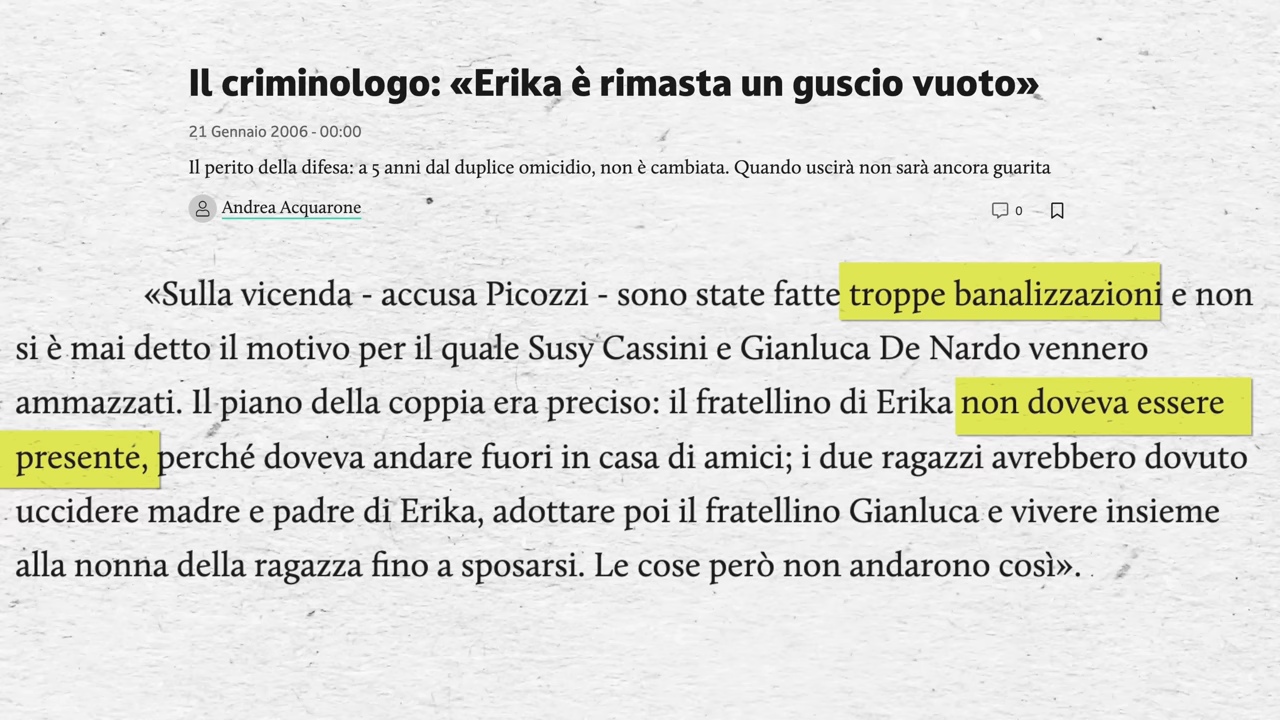 Il criminologo: «Erika è rimasta un guscio vuoto»
21 Gennaio 2006 - 00:00
Il perito della difesa: a 5 anni dal duplice omicidio, non è cambiata. Quando uscirà non sarà ancora guarita
Andrea Acquarone
0
«Sulla vicenda - accusa Picozzi - sono state fatte troppe banalizzazioni e non
si è mai detto il motivo per il quale Susy Cassini e Gianluca De Nardo vennero
ammazzati. Il piano della coppia era preciso: il fratellino di Erika non doveva essere
presente, perché doveva andare fuori in casa di amici; i due ragazzi avrebbero dovuto
uccidere madre e padre di Erika, adottare poi il fratellino Gianluca e vivere insieme
alla nonna della ragazza fino a sposarsi. Le cose però non andarono così».